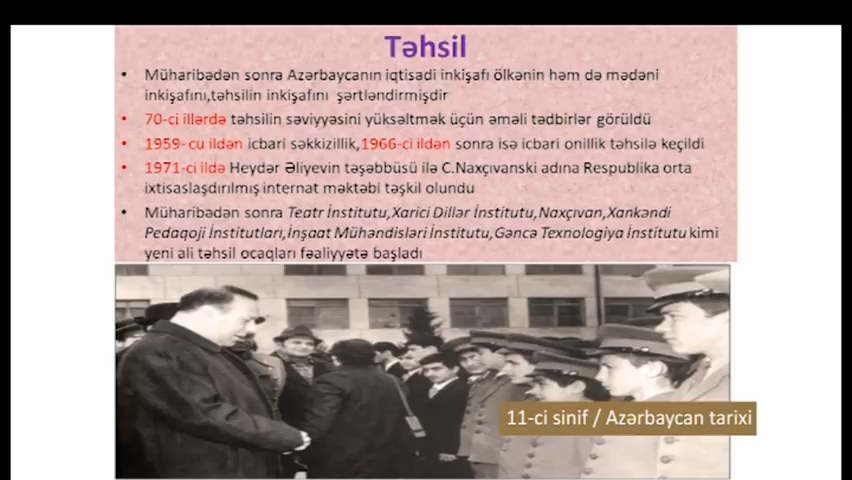 Təhsil
• Müharibədən sonra Azərbaycanın iqtisadi inkişafı ölkənin həm də mədəni
inkişafını,təhsilin inkişafını şərtləndirmişdir
• 70-ci illərdə təhsilin səviyyəsini yüksəltmək üçün əməli tədbirlər görüldü
• 1959- cu ildən icbari səkkizillik,1966-ci ildən sonra isə icbari onillik təhsilə keçildi
• 1971-ci ildə Heydər Əliyevin təşəbbüsü ilə C.Naxçıvanski adına Respublika orta
ixtisaslaşdırılmış internat məktəbi təşkil olundu
• Müharibədən sonra Teatr İnstitutu,Xarici Dillər İnstitutu,Naxçıvan,Xankəndi
Pedaqoji İnstitutları,İnşaat Mühəndisləri İnstitutu,Gəncə Texnologiya İnstitutu kimi
yeni ali təhsil ocaqları fəaliyyətə başladı
11-ci sinif / Azərbaycan tarixi